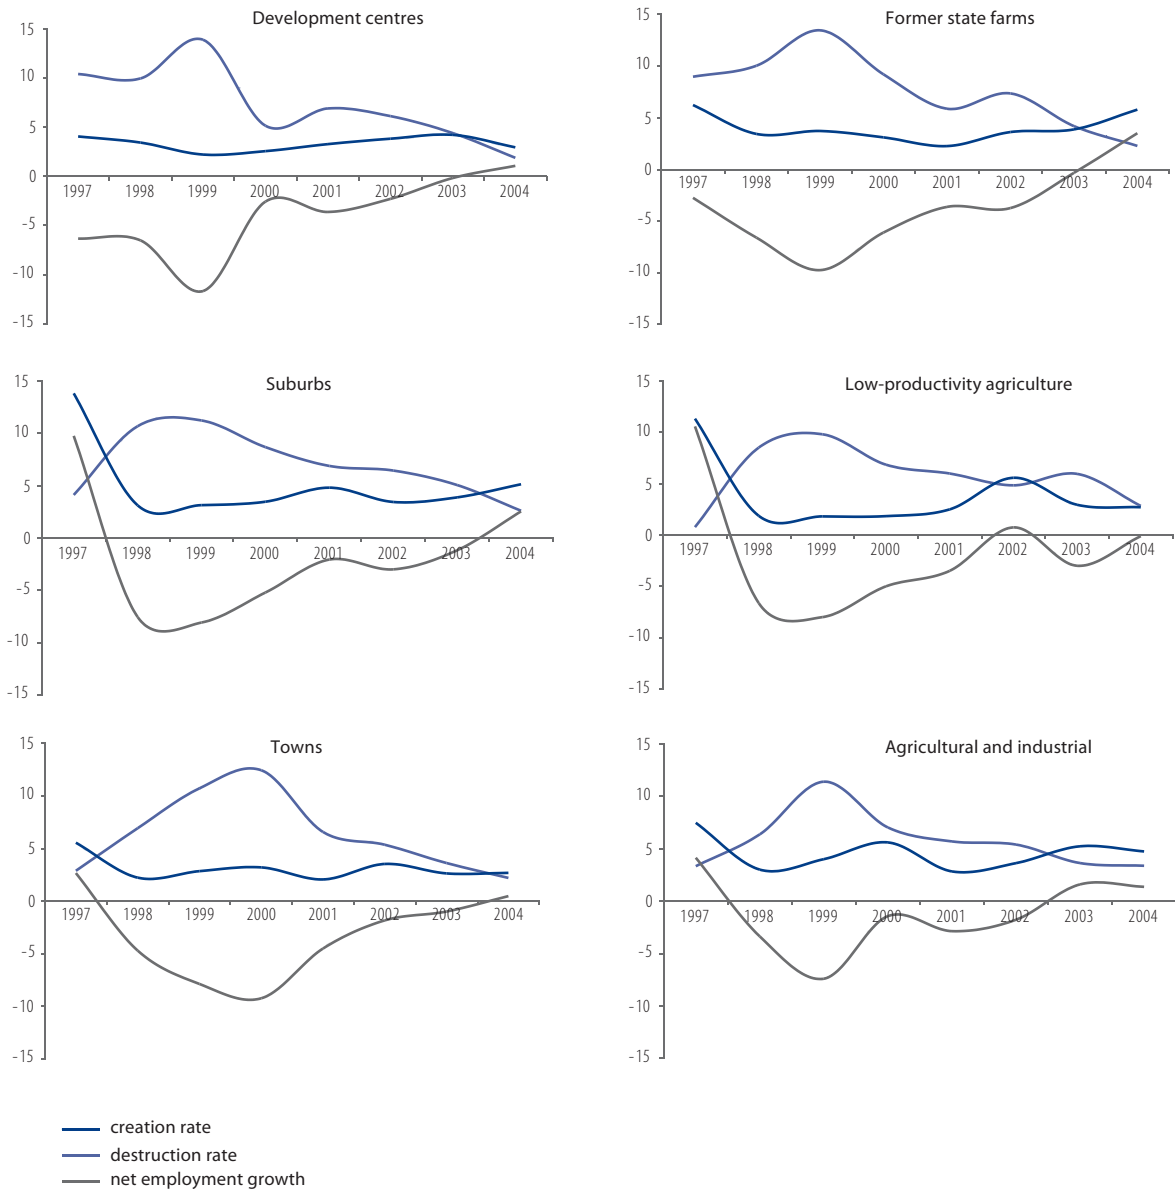 Development centres
15
10
5
0
-5
-10
-15
1997 1998 1999 2000 2001 2002 2003 2004
Former state farms
15
10
5
0
-5
-10
-15
1997 1998 1999 2000 2001 2002 2003 2004
Suburbs
15
10
5
0
-5
-10
-15
1997 1998 1999 2000 2001 2002 2003 2004
Low-productivity agriculture
15
10
5
0
-5
-10
-15
1997 1998 1999 2000 2001 2002 2003 2004
Towns
15
10
5
0
-5
-10
-15
1997 1998 1999 2000 2001 2002 2003 2004
Agricultural and industrial
15
10
5
0
-5
-10
-15
1997 1998 1999 2000 2001 2002 2003 2004
creation rate
destruction rate
net employment growth